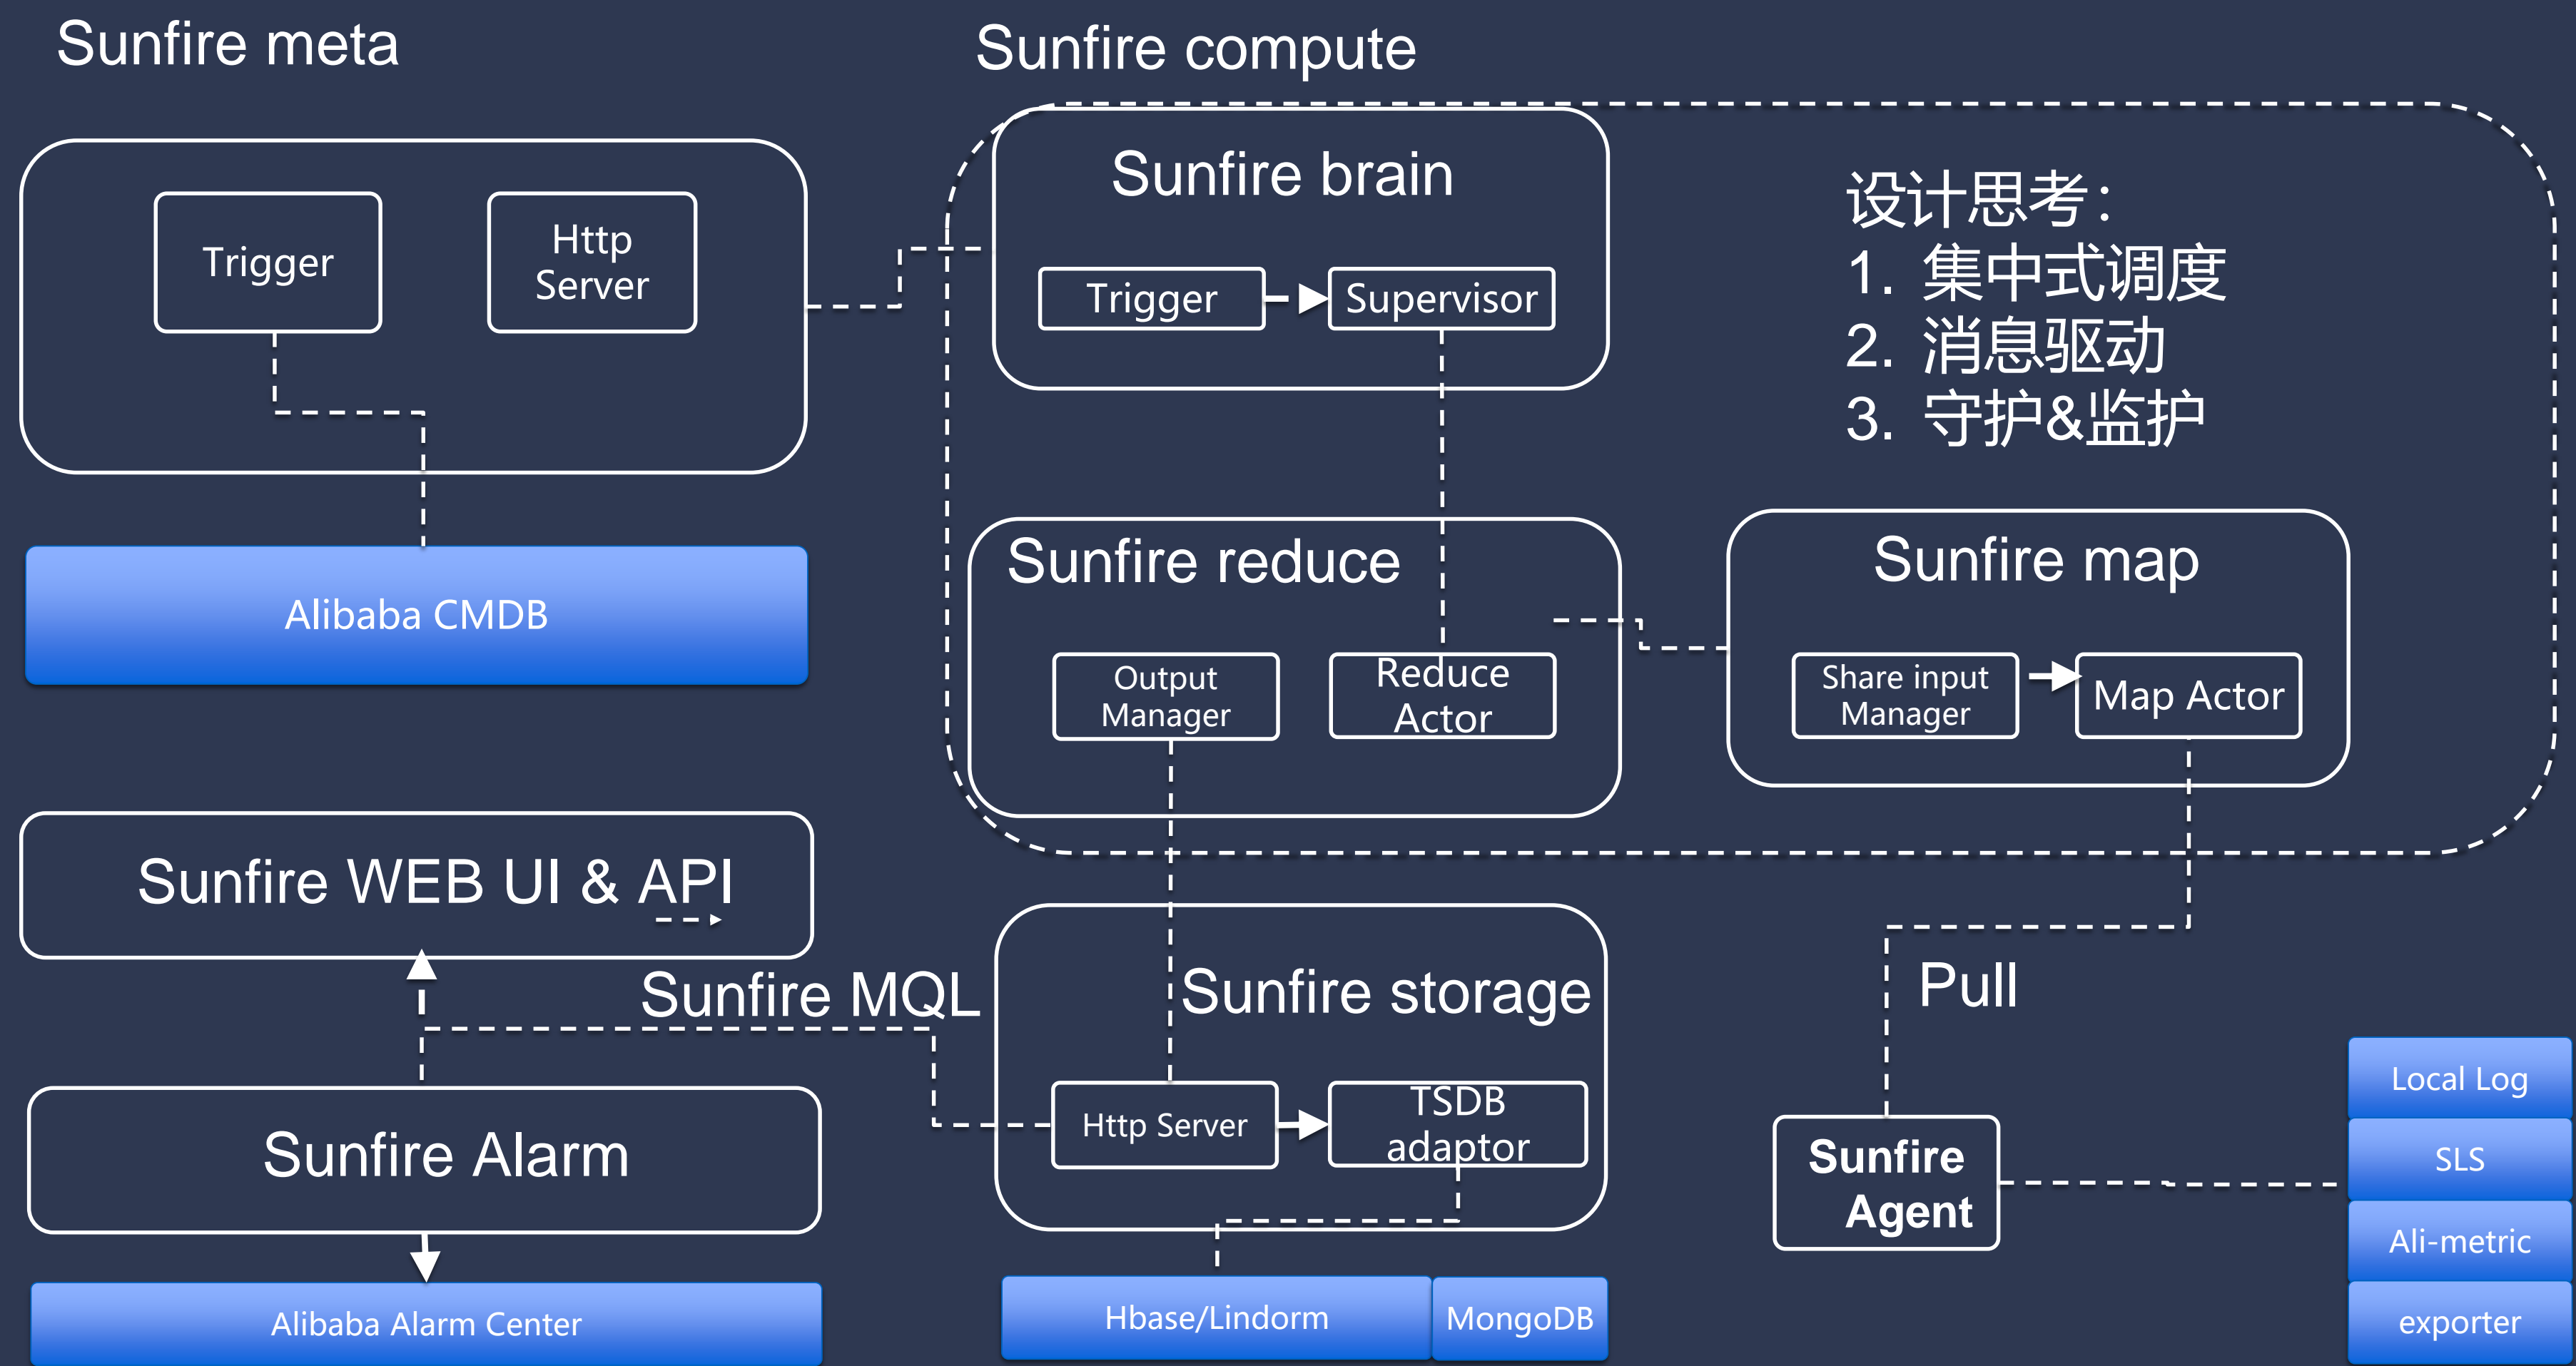 Sunfire meta
Trigger
Http
Server
Alibaba CMDB
Sunfire compute
Sunfire brain
Trigger
Supervisor
设计思考：
1. 集中式调度
2. 消息驱动
3. 守护&监护
Sunfire reduce
Output
Manager
Reduce
Actor
Sunfire map
Share input
Manager
Map Actor
Sunfire WEB UI & API
Sunfire MQL
Sunfire Alarm
Alibaba Alarm Center
Sunfire storage
Http Server
TSDB
adaptor
Hbase/Lindorm
MongoDB
Pull
Sunfire
Agent
Local Log
SLS
Ali-metric
exporter